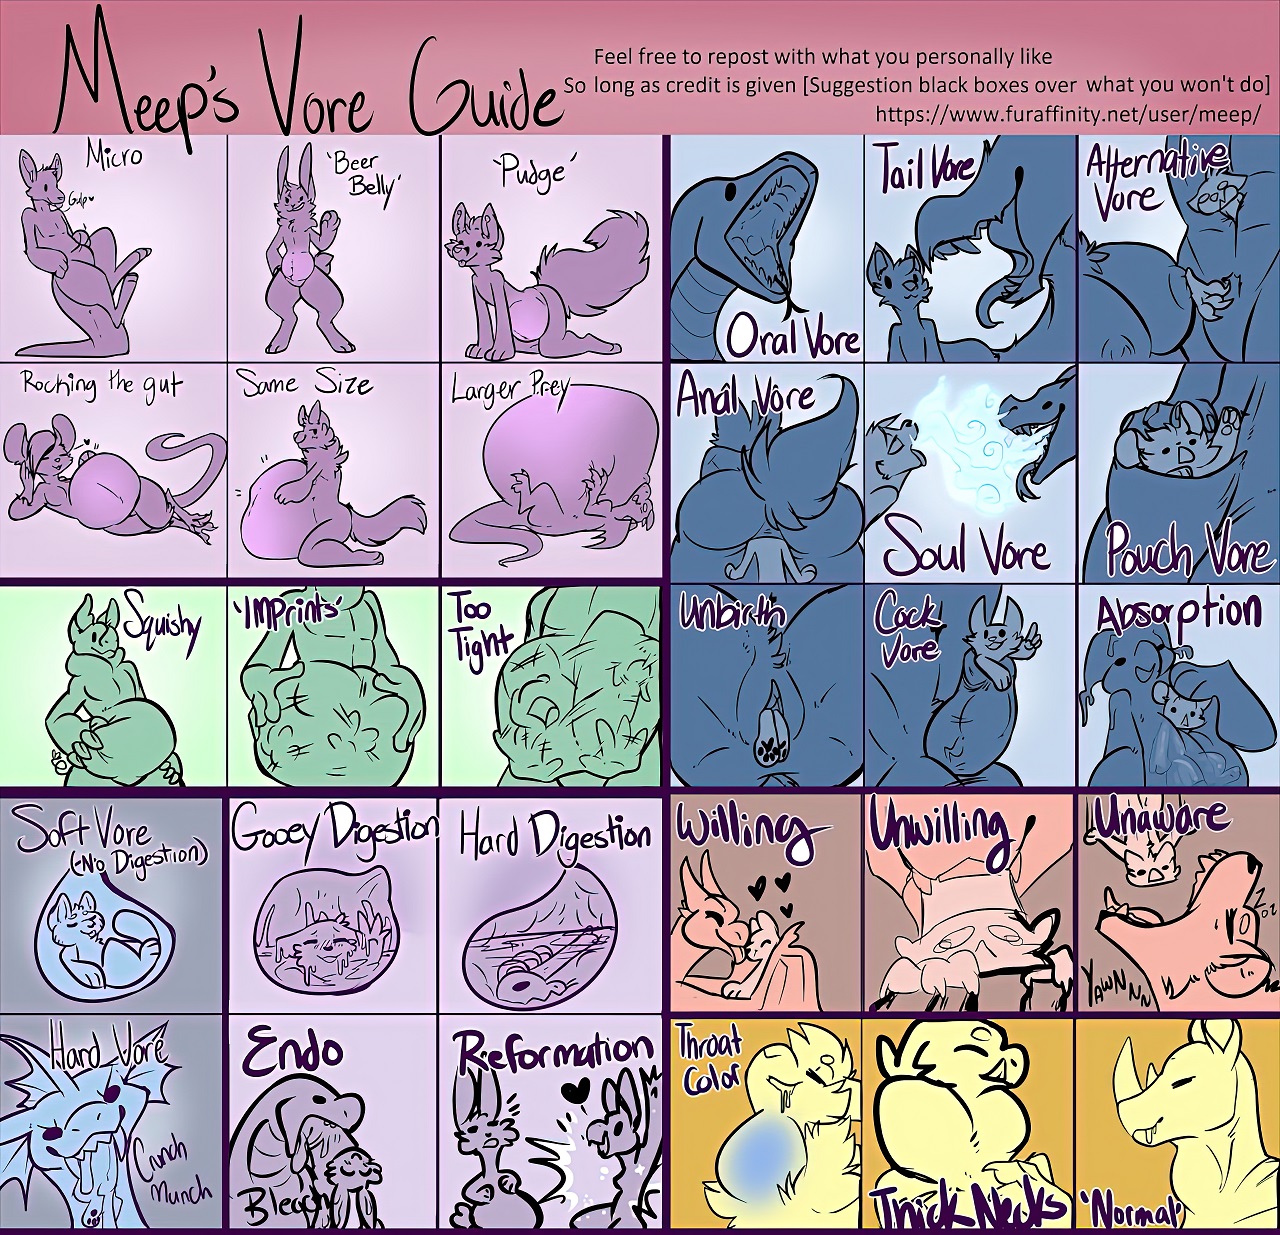 Meep's Vore Guide
Feel free to repost with what you personally like
So long as credit is given [Suggestion black boxes over what you won't do]
https://www.furaffinity.net/user/meep/
Micro
Gulp
'Beer
Belly'
'Pudge'
Oral Vore
Tail Vore
Alternative
Vore
Rocking the gut
Same Size
Larger Prey
Anal Vore
Soul Vore
Pouch Vore
Squishy
'IMPrints'
Too
Tight
Unbirth
Cock
Vore
Absorption
Soft Vore
(-No Digestion)
Gooey Digestion
Hard Digestion
Willing
Unwilling
Unaware
YAWNNN
Hard Vore
Crunch
Munch
Endo
Bleach
Reformation
Throat
Color
Thick Necks
'Normal'